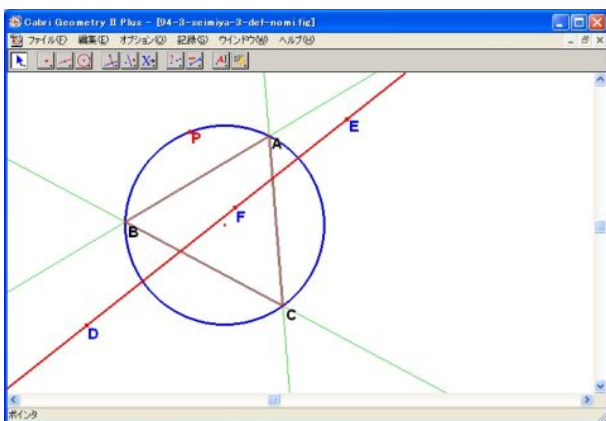 Cabri Geometry II Plus - [94-3-seimiya-3-def-nomi.fig]
ファイル(F) 編集(E) オプション(O) 記録(S) ウインドウ(W) ヘルプ(H)
P
A
E
B
F
D
C
ポインタ